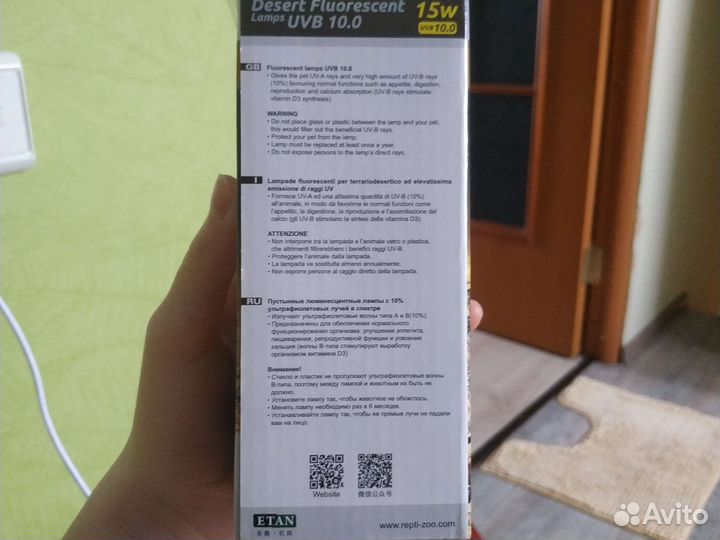 Desert Fluorescent
Lamps UVB 10.0
15w
UVB 10.0
GB Fluorescent lamps UVB 10.0
• Gives the pet UV-A rays and very high amount of UV-B rays
(10%) favouring normal functions such as appetite, digestion,
reproduction and calcium absorption (UV-B rays stimulate
vitamin D3 synthesis).
WARNING
• Do not place glass or plastic between the lamp and your pet,
this would filter out the beneficial UV-B rays.
• Protect your pet from the lamp.
• Lamp must be replaced at least once a year.
• Do not expose persons to the lamp's direct rays.
I Lampade fluorescenti per terrariodesertico ad elevatissima
emissione di raggi UV
• Fornisce UV-A ed una altissima quantità di UV-B (10%)
all'animale, in modo da favorime le normali funzioni come
l'appetito, la digestione, la riproduzione e l'assimilazione del
calcio (gli UV-B stimolano la sintesi della vitamina D3).
ATTENZIONE
• Non interporre tra la lampada e l'animale vetro o plastica,
che altrimenti filtrerebbero i benefici raggi UV-B.
• Proteggere l'animale dalla lampada.
• La lampada va sostituita almeno annualmente.
• Non esporre persone al raggio diretto della lampada.
RU Пустынные люминесцентные лампы с 10%
ультрафиолетовых лучей в спектре
• Излучают ультрафиолетовые волны типа А и В(10%).
• Предназначены для обеспечения нормального
функционирования организма: улучшения аппетита,
пищеварения, репродуктивной функции и усвоения
кальция (волны В-типа стимулируют выработку
организмом витамина D3)
Внимание!
• Стекло и пластик не пропускают ультрафиолетовые волны
В-типа, поэтому между лампой и животным их быть не
должно.
• Установите лампу так, чтобы животное не обожглось.
• Менять лампу необходимо раз в 6 месяцев.
• Устанавливайте лампу так, чтобы ее прямые лучи не падали
вам на лицо.
Website
微信公众号
ETAN
东莞·亿田
www.repti-zoo.com
Avito